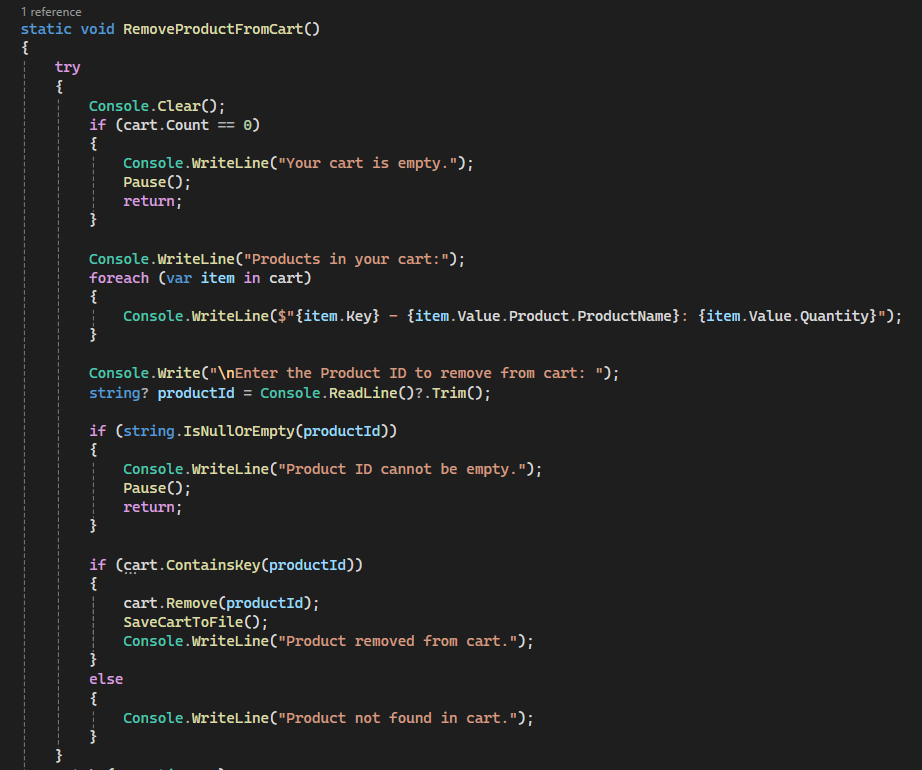 1 reference
static void RemoveProductFromCart()
{
    try
    {
        Console.Clear();
        if (cart.Count == 0)
        {
            Console.WriteLine("Your cart is empty.");
            Pause();
            return;
        }

        Console.WriteLine("Products in your cart:");
        foreach (var item in cart)
        {
            Console.WriteLine($"{item.Key} - {item.Value.Product.ProductName}: {item.Value.Quantity}");
        }

        Console.Write("\nEnter the Product ID to remove from cart: ");
        string? productId = Console.ReadLine()?.Trim();

        if (string.IsNullOrEmpty(productId))
        {
            Console.WriteLine("Product ID cannot be empty.");
            Pause();
            return;
        }

        if (cart.ContainsKey(productId))
        {
            cart.Remove(productId);
            SaveCartToFile();
            Console.WriteLine("Product removed from cart.");
        }
        else
        {
            Console.WriteLine("Product not found in cart.");
        }
    }